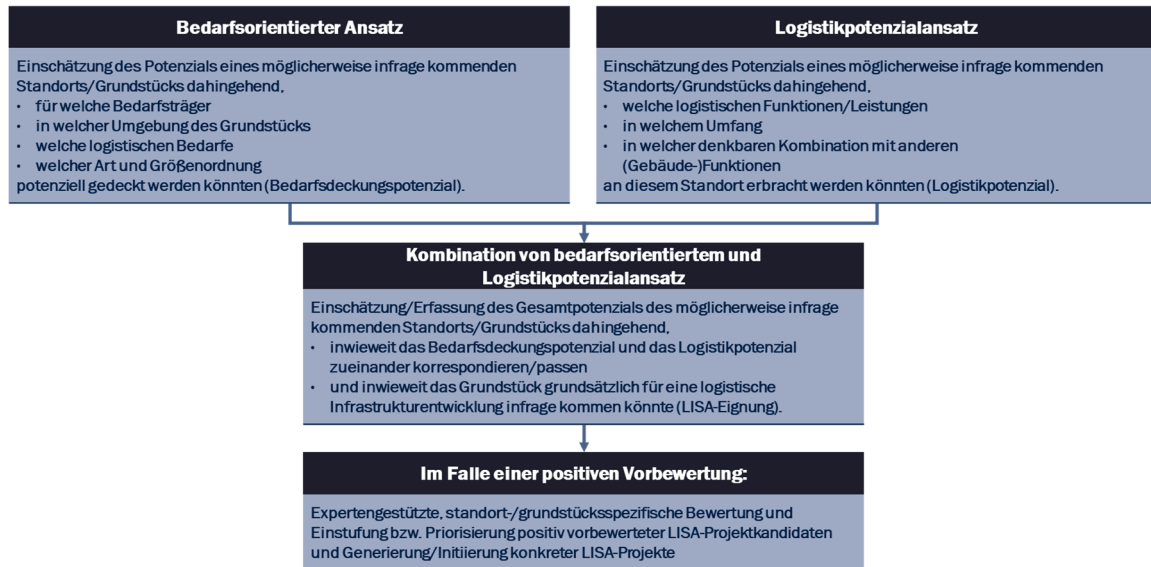 Bedarfsorientierter Ansatz
Einschätzung des Potenzials eines möglicherweise infrage kommenden
Standorts/Grundstücks dahingehend,
• für welche Bedarfsträger
• in welcher Umgebung des Grundstücks
• welche logistischen Bedarfe
• welcher Art und Größenordnung
potenziell gedeckt werden könnten (Bedarfsdeckungspotenzial).
Logistikpotenzialansatz
Einschätzung des Potenzials eines möglicherweise infrage kommenden
Standorts/Grundstücks dahingehend,
• welche logistischen Funktionen/Leistungen
• in welchem Umfang
• in welcher denkbaren Kombination mit anderen
(Gebäude-)Funktionen
an diesem Standort erbracht werden könnten (Logistikpotenzial).
Kombination von bedarfsorientiertem und
Logistikpotenzialansatz
Einschätzung/Erfassung des Gesamtpotenzials des möglicherweise infrage
kommenden Standorts/Grundstücks dahingehend,
• inwieweit das Bedarfsdeckungspotenzial und das Logistikpotenzial
zueinander korrespondieren/passen
• und inwieweit das Grundstück grundsätzlich für eine logistische
Infrastrukturentwicklung infrage kommen könnte (LISA-Eignung).
Im Falle einer positiven Vorbewertung:
Expertengestützte, standort-/grundstücksspezifische Bewertung und
Einstufung bzw. Priorisierung positiv vorbewerteter LISA-Projektkandidaten
und Generierung/Initiierung konkreter LISA-Projekte